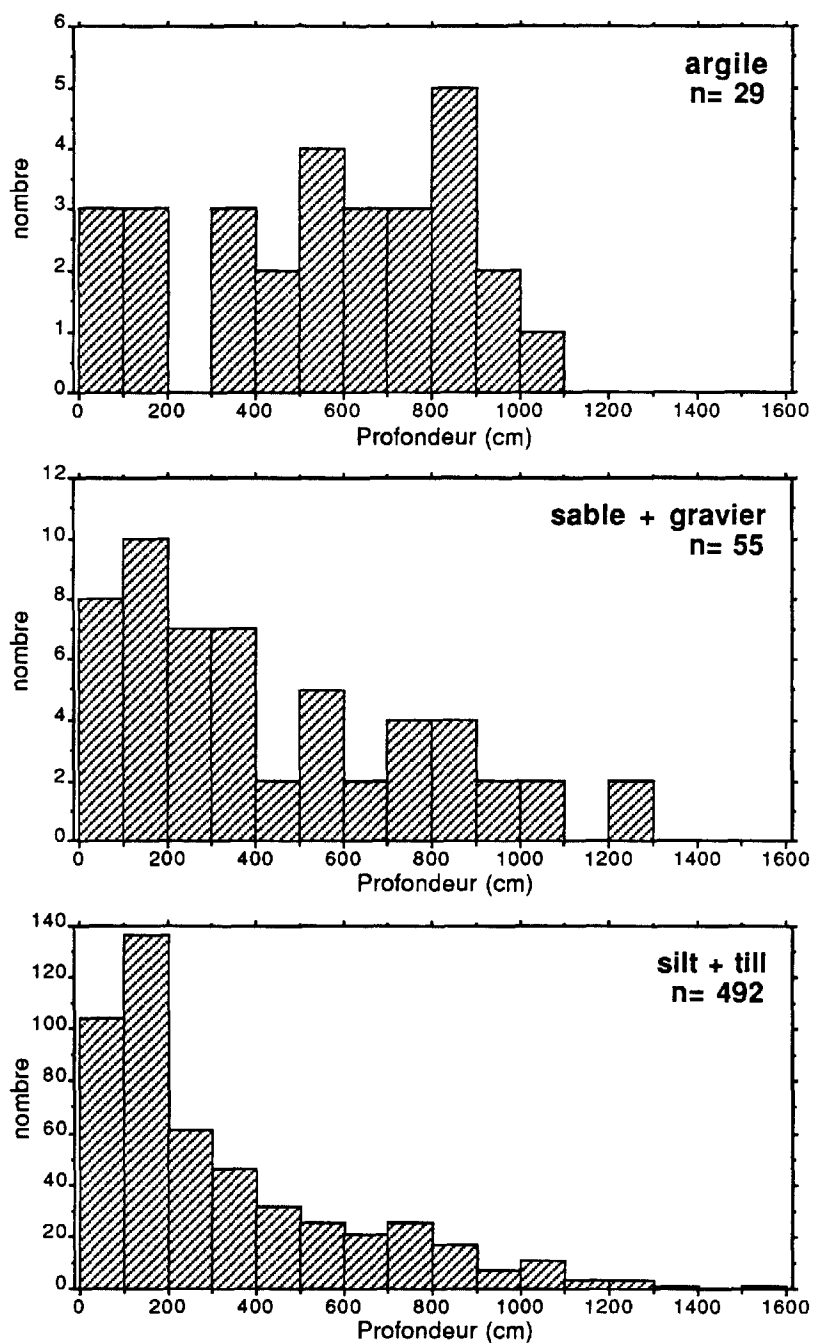 6
5
4
3
2
1
0
nombre
argile
n= 29
0 200 400 600 800 1000 1200 1400 1600
Profondeur (cm)
12
10
8
6
4
2
0
nombre
sable + gravier
n= 55
0 200 400 600 800 1000 1200 1400 1600
Profondeur (cm)
140
120
100
80
60
40
20
0
nombre
silt + till
n= 492
0 200 400 600 800 1000 1200 1400 1600
Profondeur (cm)